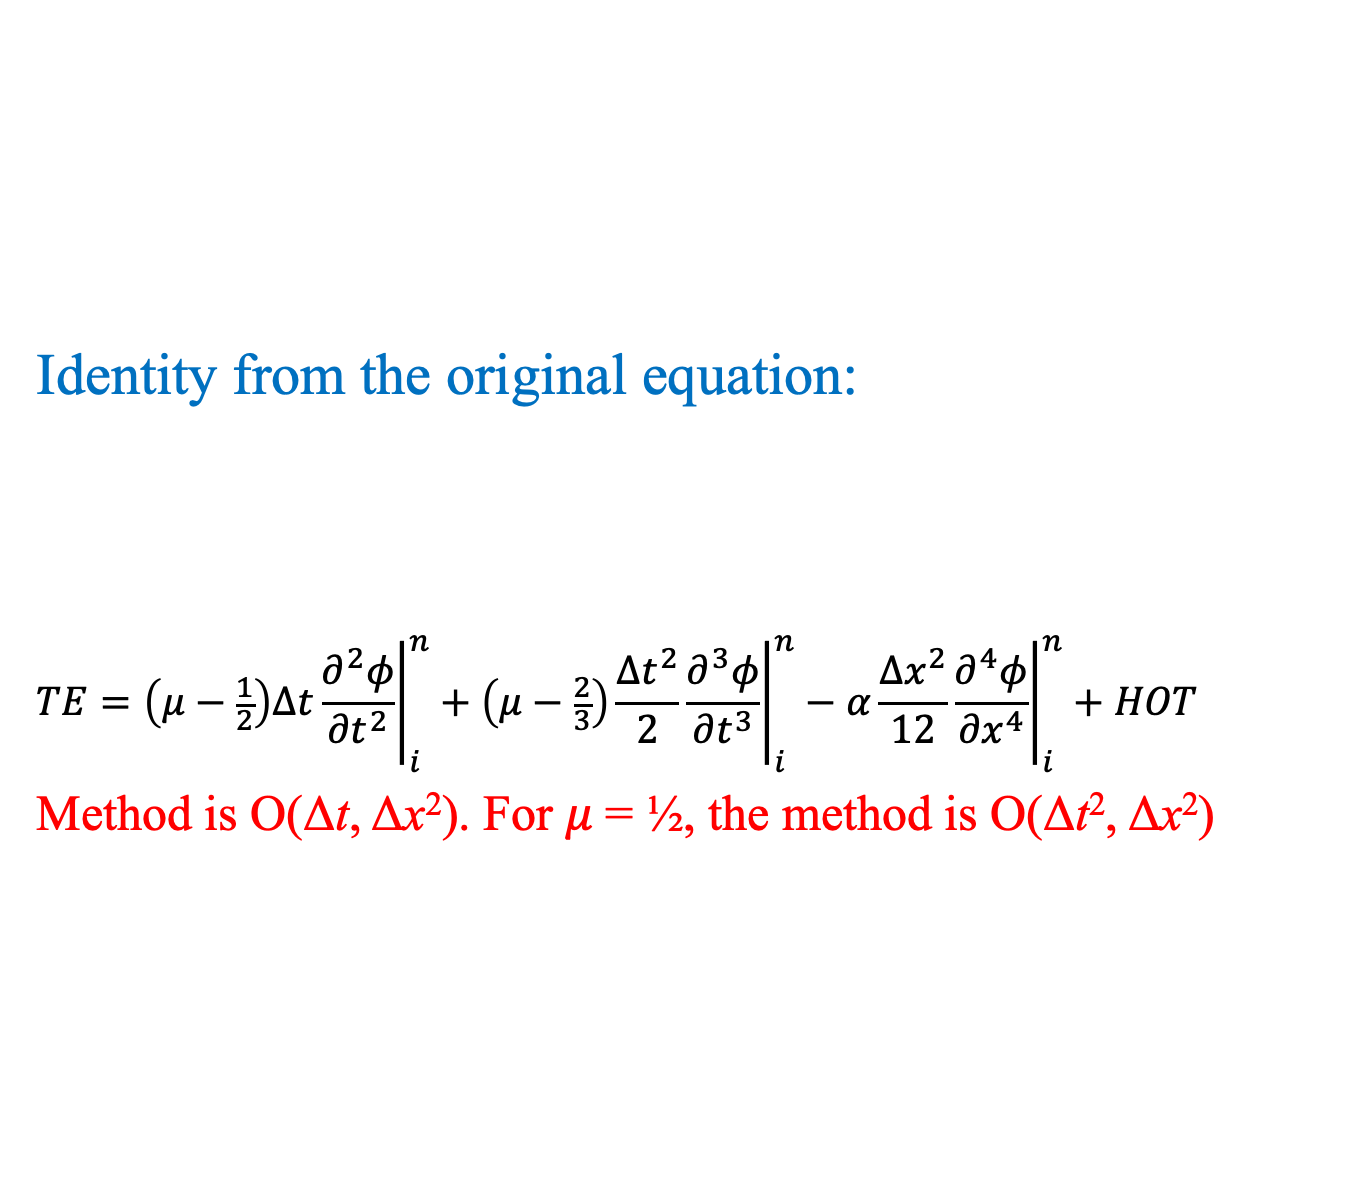 Identity from the original equation:
𝑇𝐸 = (𝜇 − ½)Δ𝑡 ∂²𝜙/∂𝑡²|ᵢⁿ + (𝜇 − ⅔) Δ𝑡²/2 ∂³𝜙/∂𝑡³|ᵢⁿ − 𝛼 Δ𝑥²/12 ∂⁴𝜙/∂𝑥⁴|ᵢⁿ + 𝐻𝑂𝑇
Method is O(Δt, Δx²). For μ = ½, the method is O(Δt², Δx²)